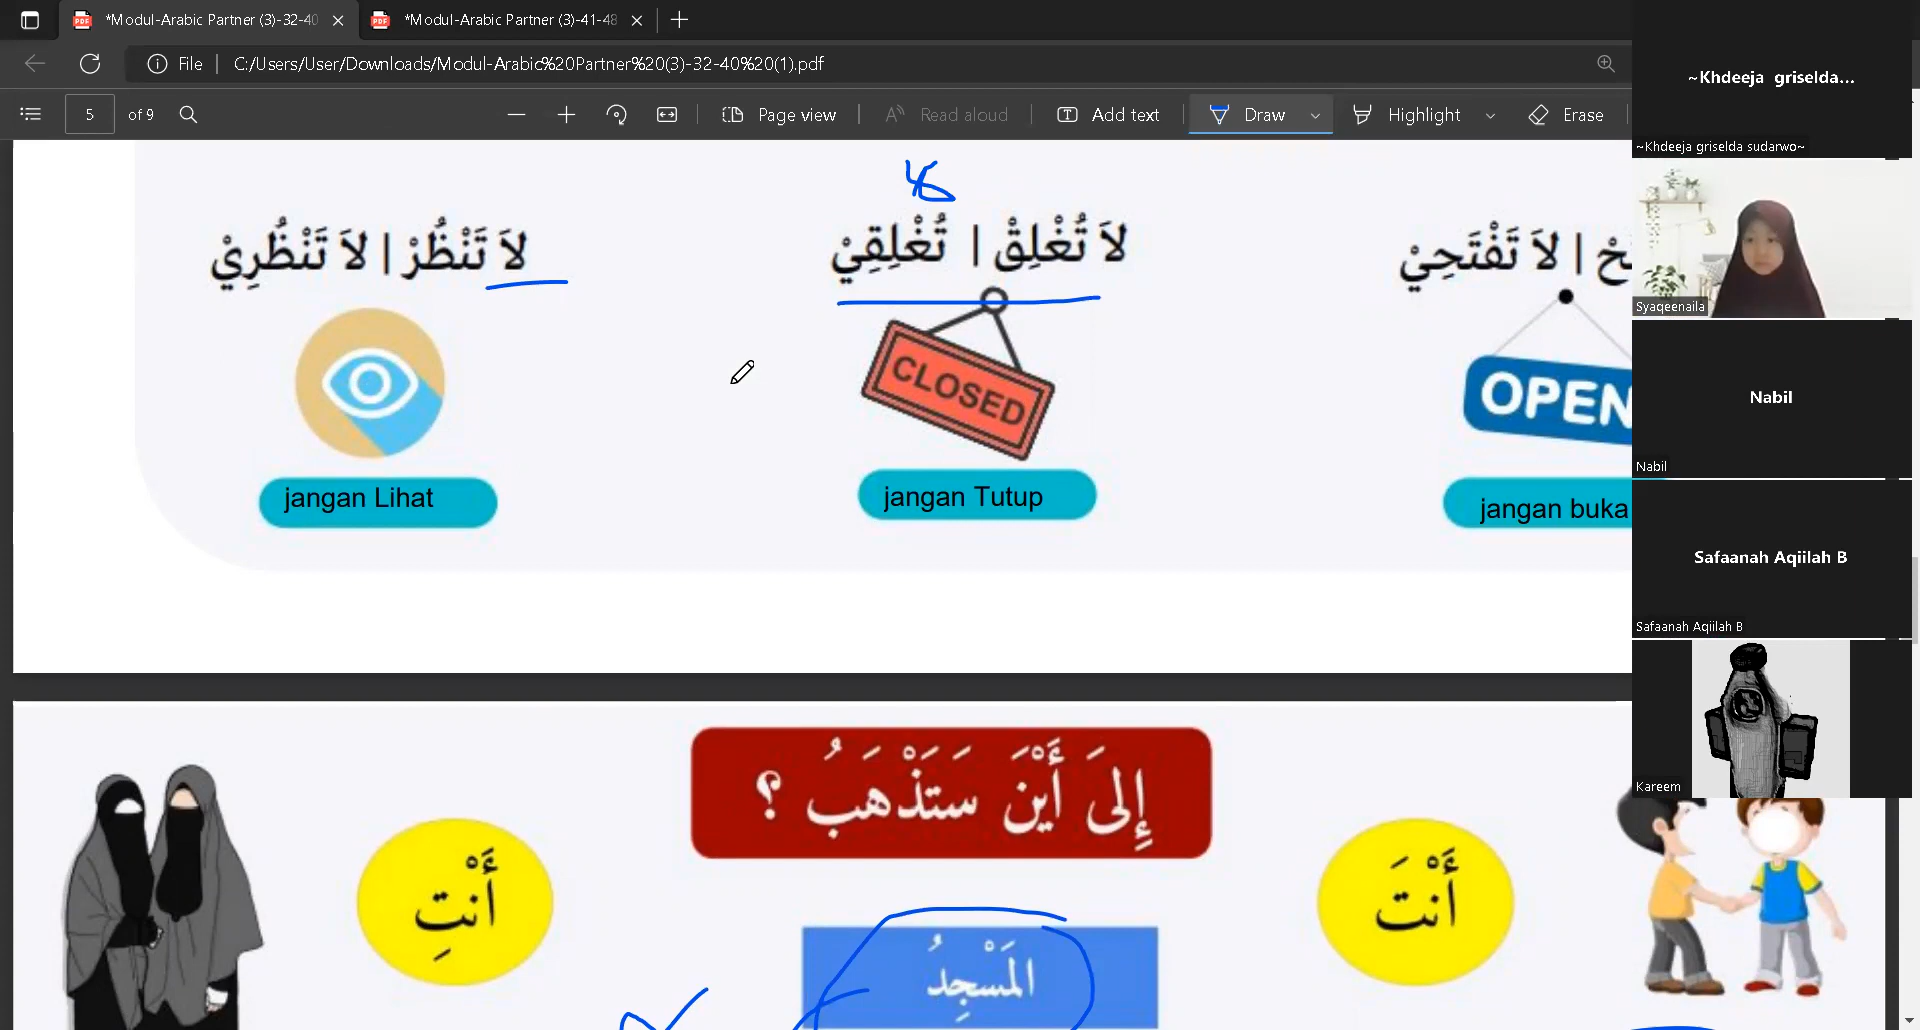 *Modul-Arabic Partner (3)-32-40
*Modul-Arabic Partner (3)-41-48
File
C:/Users/User/Downloads/Modul-Arabic%20Partner%20(3)-32-40%20(1).pdf
5 of 9
Page view
Read aloud
Add text
Draw
Highlight
Erase
لاَ تَنْظُرْ | لاَ تَنْظُرِيْ
لاَ تُغْلِقْ | تُغْلِقِيْ
لاَ تَفْتَحِيْ
CLOSED
OPEN
jangan Lihat
jangan Tutup
jangan buka
إِلىَ أَيْنَ سَتَذْهَبُ ؟
أَنْتِ
أَنْتَ
المَسْجِدُ
~Khdeeja griselda...
~Khdeeja griselda sudarwo~
Syaqeenaila
Nabil
Nabil
Safaanah Aqiilah B
Safaanah Aqiilah B
Kareem